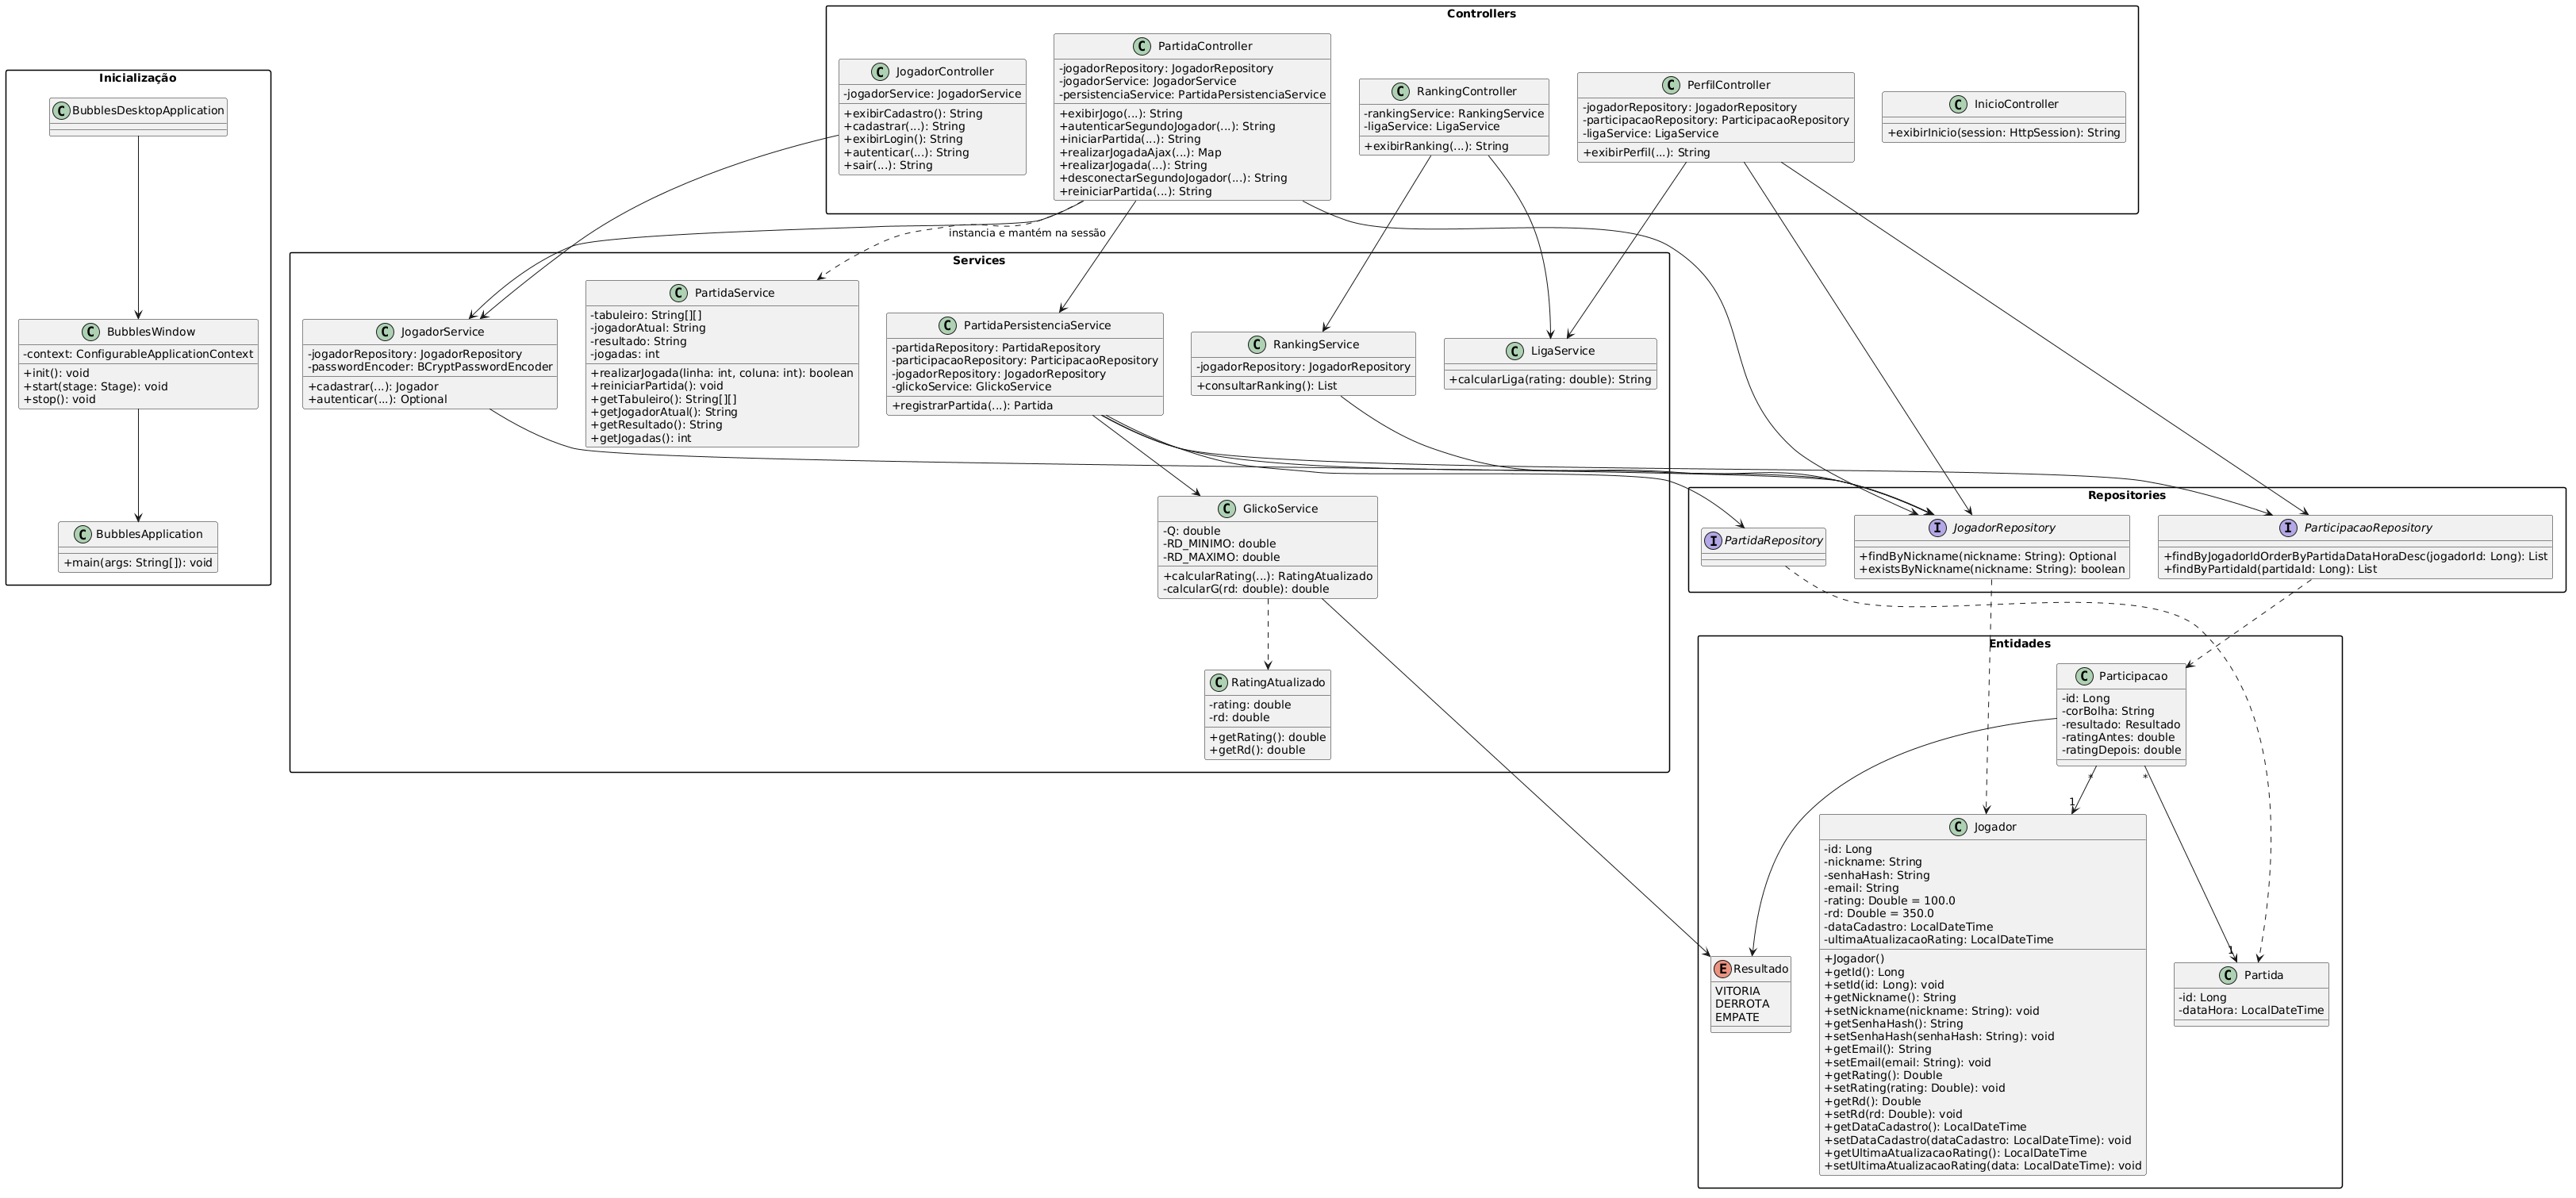 Inicialização
BubblesDesktopApplication
BubblesWindow
-context: ConfigurableApplicationContext
+init(): void
+start(stage: Stage): void
+stop(): void
BubblesApplication
+main(args: String[]): void
Controllers
JogadorController
-jogadorService: JogadorService
+exibirCadastro(): String
+cadastrar(...): String
+exibirLogin(): String
+autenticar(...): String
+sair(...): String
PartidaController
-jogadorRepository: JogadorRepository
-jogadorService: JogadorService
-persistenciaService: PartidaPersistenciaService
+exibirJogo(...): String
+autenticarSegundoJogador(...): String
+iniciarPartida(...): String
+realizarJogadaAjax(...): Map
+realizarJogada(...): String
+desconectarSegundoJogador(...): String
+reiniciarPartida(...): String
RankingController
-rankingService: RankingService
-ligaService: LigaService
+exibirRanking(...): String
PerfilController
-jogadorRepository: JogadorRepository
-participacaoRepository: ParticipacaoRepository
-ligaService: LigaService
+exibirPerfil(...): String
InicioController
+exibirInicio(session: HttpSession): String
instancia e mantém na sessão
Services
JogadorService
-jogadorRepository: JogadorRepository
-passwordEncoder: BCryptPasswordEncoder
+cadastrar(...): Jogador
+autenticar(...): Optional
PartidaService
-tabuleiro: String[][]
-jogadorAtual: String
-resultado: String
-jogadas: int
+realizarJogada(linha: int, coluna: int): boolean
+reiniciarPartida(): void
+getTabuleiro(): String[][]
+getJogadorAtual(): String
+getResultado(): String
+getJogadas(): int
PartidaPersistenciaService
-partidaRepository: PartidaRepository
-participacaoRepository: ParticipacaoRepository
-jogadorRepository: JogadorRepository
-glickoService: GlickoService
+registrarPartida(...): Partida
RankingService
-jogadorRepository: JogadorRepository
+consultarRanking(): List
LigaService
+calcularLiga(rating: double): String
GlickoService
-Q: double
-RD_MINIMO: double
-RD_MAXIMO: double
+calcularRating(...): RatingAtualizado
-calcularG(rd: double): double
RatingAtualizado
-rating: double
-rd: double
+getRating(): double
+getRd(): double
Repositories
PartidaRepository
JogadorRepository
+findByNickname(nickname: String): Optional
+existsByNickname(nickname: String): boolean
ParticipacaoRepository
+findByJogadorIdOrderByPartidaDataHoraDesc(jogadorId: Long): List
+findByPartidaId(partidaId: Long): List
Entidades
Participacao
-id: Long
-corBolha: String
-resultado: Resultado
-ratingAntes: double
-ratingDepois: double
*
*
1
1
Resultado
VITORIA
DERROTA
EMPATE
Jogador
-id: Long
-nickname: String
-senhaHash: String
-email: String
-rating: Double = 100.0
-rd: Double = 350.0
-dataCadastro: LocalDateTime
-ultimaAtualizacaoRating: LocalDateTime
+Jogador()
+getId(): Long
+setId(id: Long): void
+getNickname(): String
+setNickname(nickname: String): void
+getSenhaHash(): String
+setSenhaHash(senhaHash: String): void
+getEmail(): String
+setEmail(email: String): void
+getRating(): Double
+setRating(rating: Double): void
+getRd(): Double
+setRd(rd: Double): void
+getDataCadastro(): LocalDateTime
+setDataCadastro(dataCadastro: LocalDateTime): void
+getUltimaAtualizacaoRating(): LocalDateTime
+setUltimaAtualizacaoRating(data: LocalDateTime): void
Partida
-id: Long
-dataHora: LocalDateTime